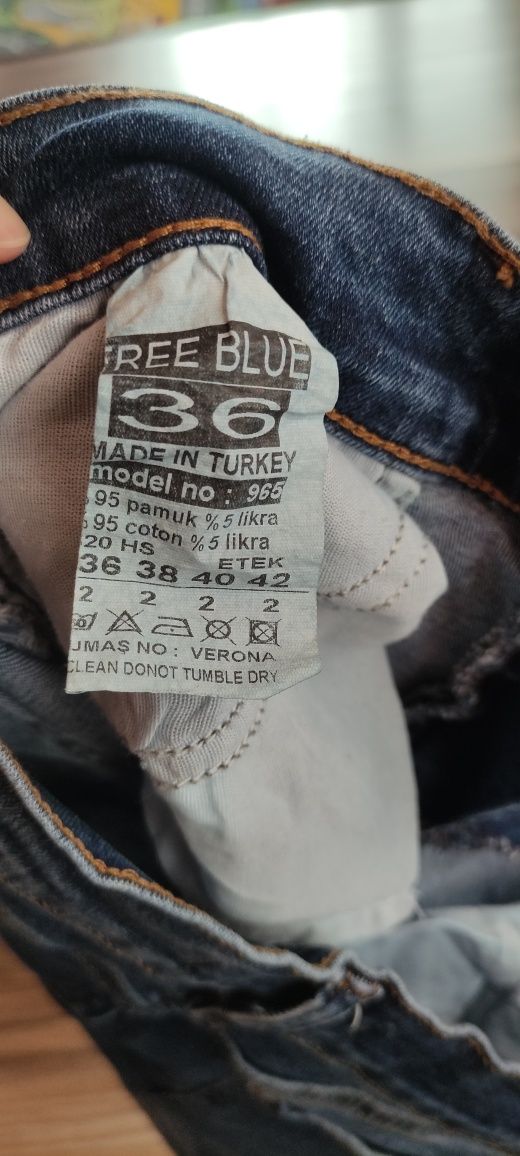 FREE BLUE
36
MADE IN TURKEY
model no : 965
95 pamuk %5 likra
95 coton %5 likra
20 HS ETEK
36 38 40 42
2 2 2 2
UMAŞ NO : VERONA
CLEAN DONOT TUMBLE DRY